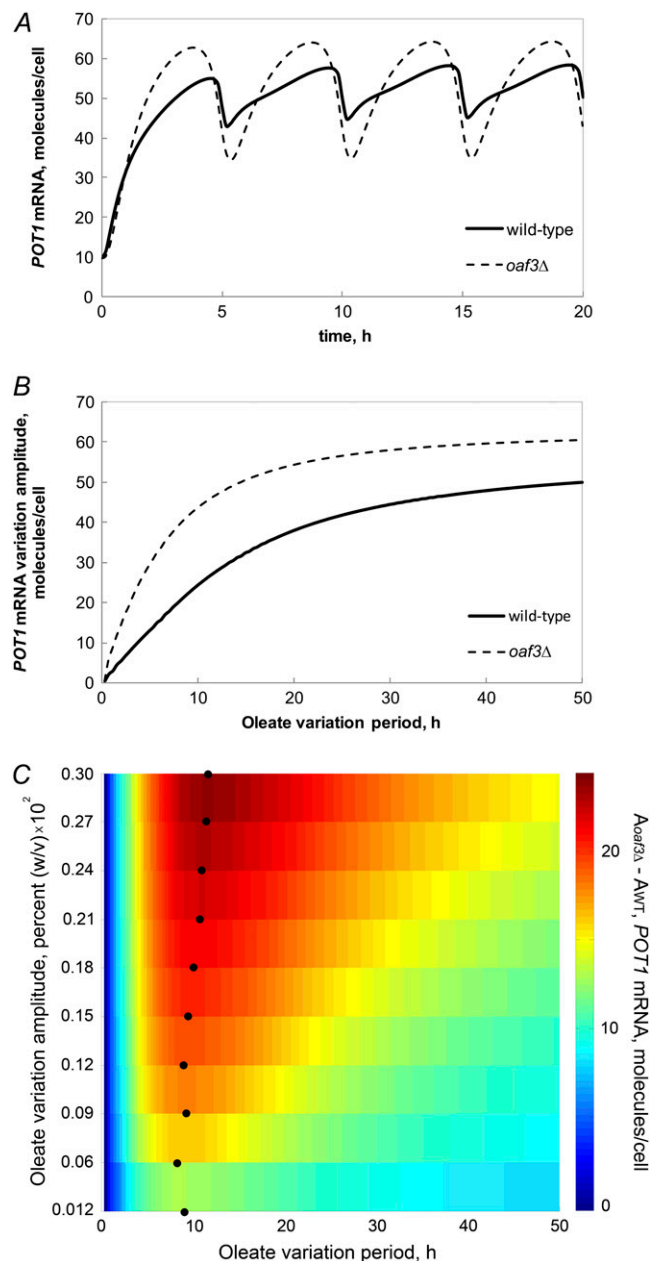 A
70
60
50
40
30
20
10
0
POT1 mRNA, molecules/cell
wild-type
oaf3Δ
0 5 10 15 20
time, h
B
70
60
50
40
30
20
10
0
POT1 mRNA variation amplitude,
molecules/cell
wild-type
oaf3Δ
0 10 20 30 40 50
Oleate variation period, h
C
0.30
0.27
0.24
0.21
0.18
0.15
0.12
0.09
0.06
0.012
Oleate variation amplitude, percent (w/v) × 10²
0 10 20 30 40 50
Oleate variation period, h
20
10
0
Aoaf3Δ - AWT, POT1 mRNA, molecules/cell